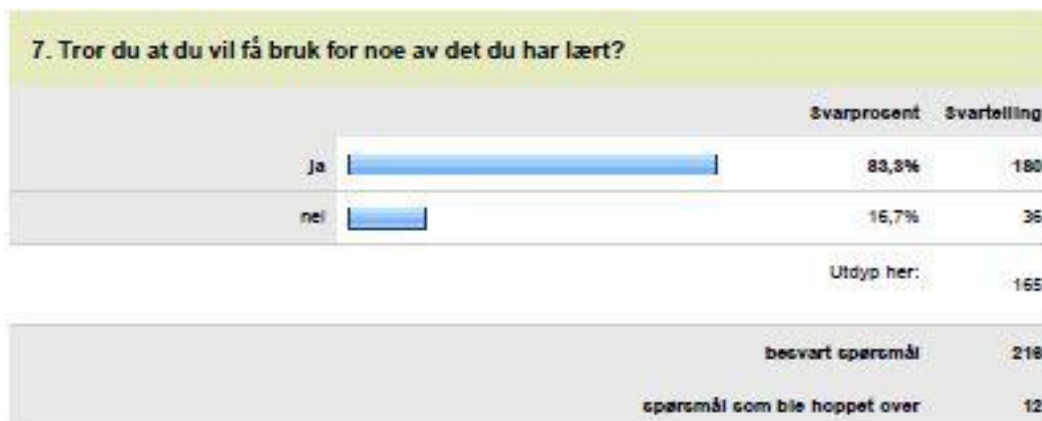 7. Tror du at du vil få bruk for noe av det du har lært?
Svarprosent Svartelling
ja 83,3% 180
nei 16,7% 36
Utdyp her: 165
besvart spørsmål 216
spørsmål som ble hoppet over 12